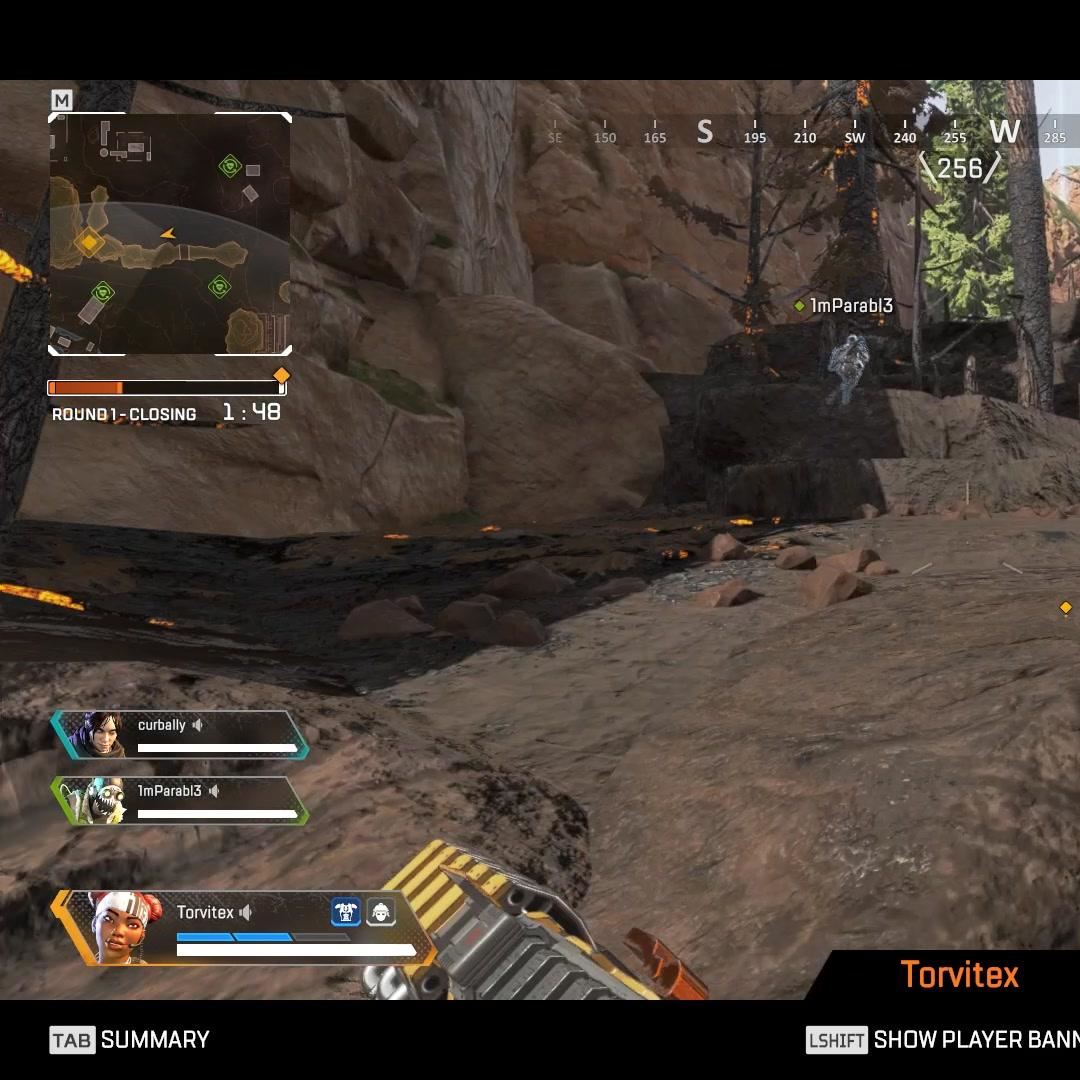 M
SE 150 165 S 195 210 SW 240 255 W 285
256
1mParabl3
ROUND 1 - CLOSING 1 : 48
curbally
1mParabl3
Torvitex
Torvitex
TAB SUMMARY
LSHIFT SHOW PLAYER BANN